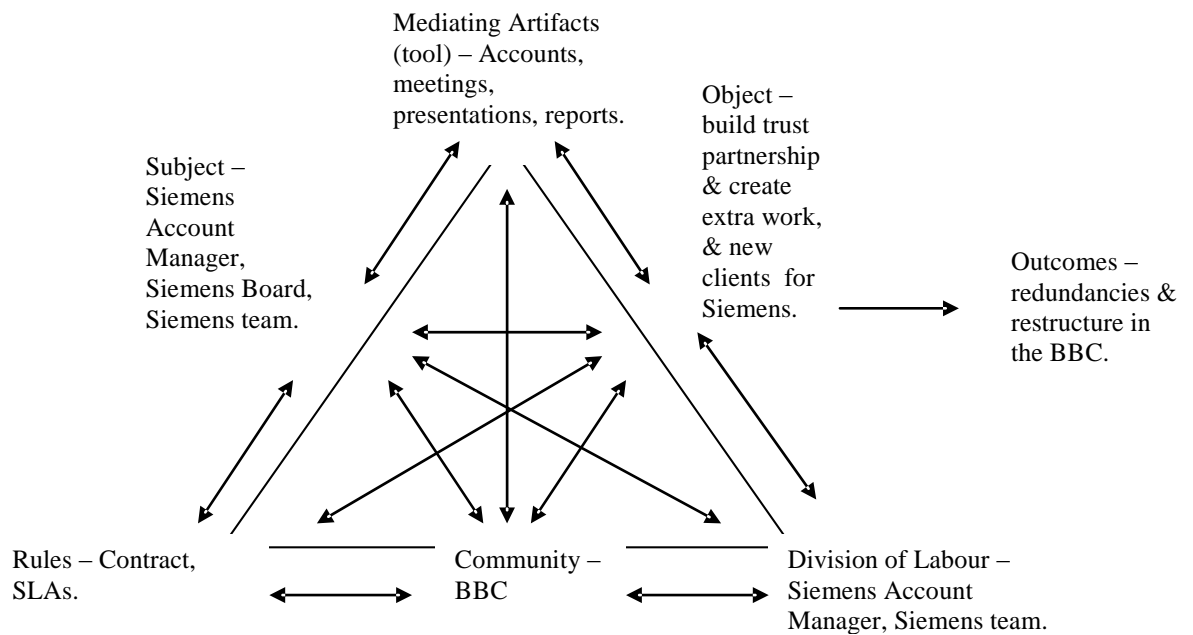 Mediating Artifacts
(tool) – Accounts,
meetings,
presentations, reports.
Object –
build trust
partnership
& create
extra work,
& new
clients for
Siemens.
Subject –
Siemens
Account
Manager,
Siemens Board,
Siemens team.
Outcomes –
redundancies &
restructure in
the BBC.
Rules – Contract,
SLAs.
Community –
BBC
Division of Labour –
Siemens Account
Manager, Siemens team.